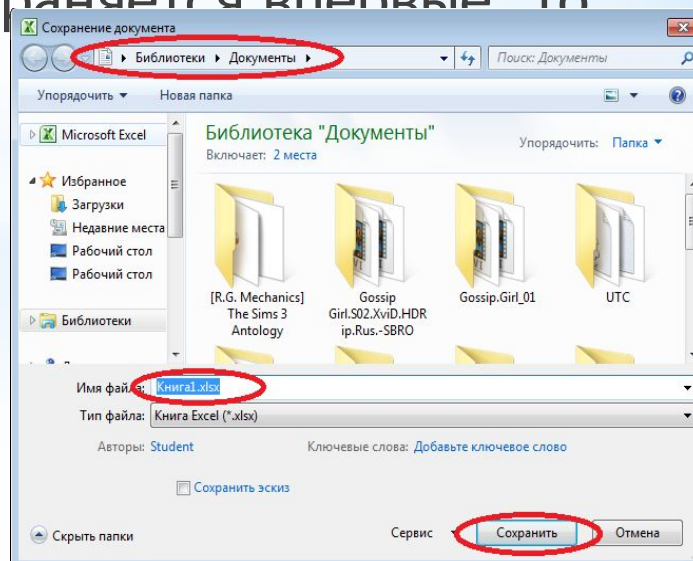 раняется впервые, то
Сохранение документа
Библиотеки Документы
Поиск: Документы
Упорядочить Новая папка
Microsoft Excel
Избранное
Загрузки
Недавние места
Рабочий стол
Рабочий стол
Библиотеки
Библиотека "Документы"
Включает: 2 места
Упорядочить: Папка
[R.G. Mechanics]
The Sims 3
Antology
Gossip
Girl.S02.XviD.HDR
ip.Rus.-SBRO
Gossip.Girl_01
UTC
Имя файла: Книга1.xlsx
Тип файла: Книга Excel (*.xlsx)
Авторы: Student
Ключевые слова: Добавьте ключевое слово
Сохранить эскиз
Скрыть папки
Сервис
Сохранить
Отмена